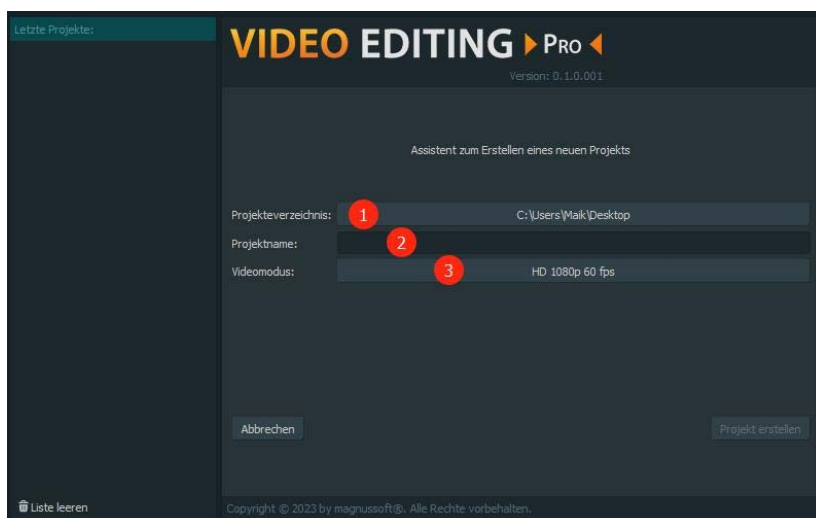 Letzte Projekte:
VIDEO EDITING PRO
Version: 0.1.0.001
Assistent zum Erstellen eines neuen Projekts
Projekteverzeichnis: 1 C:\Users\Maik\Desktop
Projektname: 2
Videomodus: 3 HD 1080p 60 fps
Abbrechen Projekt erstellen
Liste leeren
Copyright © 2023 by magnussoft®. Alle Rechte vorbehalten.